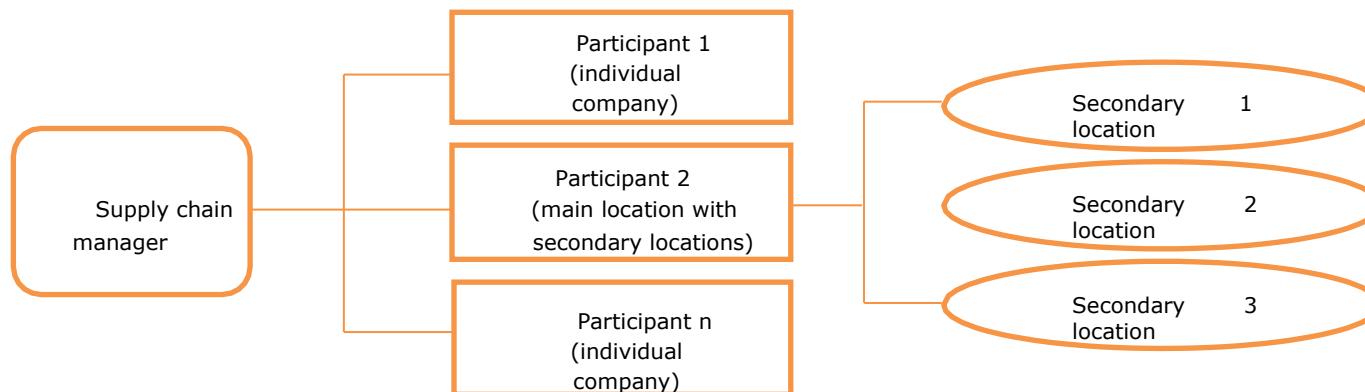 Supply chain
manager
Participant 1
(individual
company)
Participant 2
(main location with
secondary locations)
Participant n
(individual
company)
Secondary 1
location
Secondary 2
location
Secondary 3
location